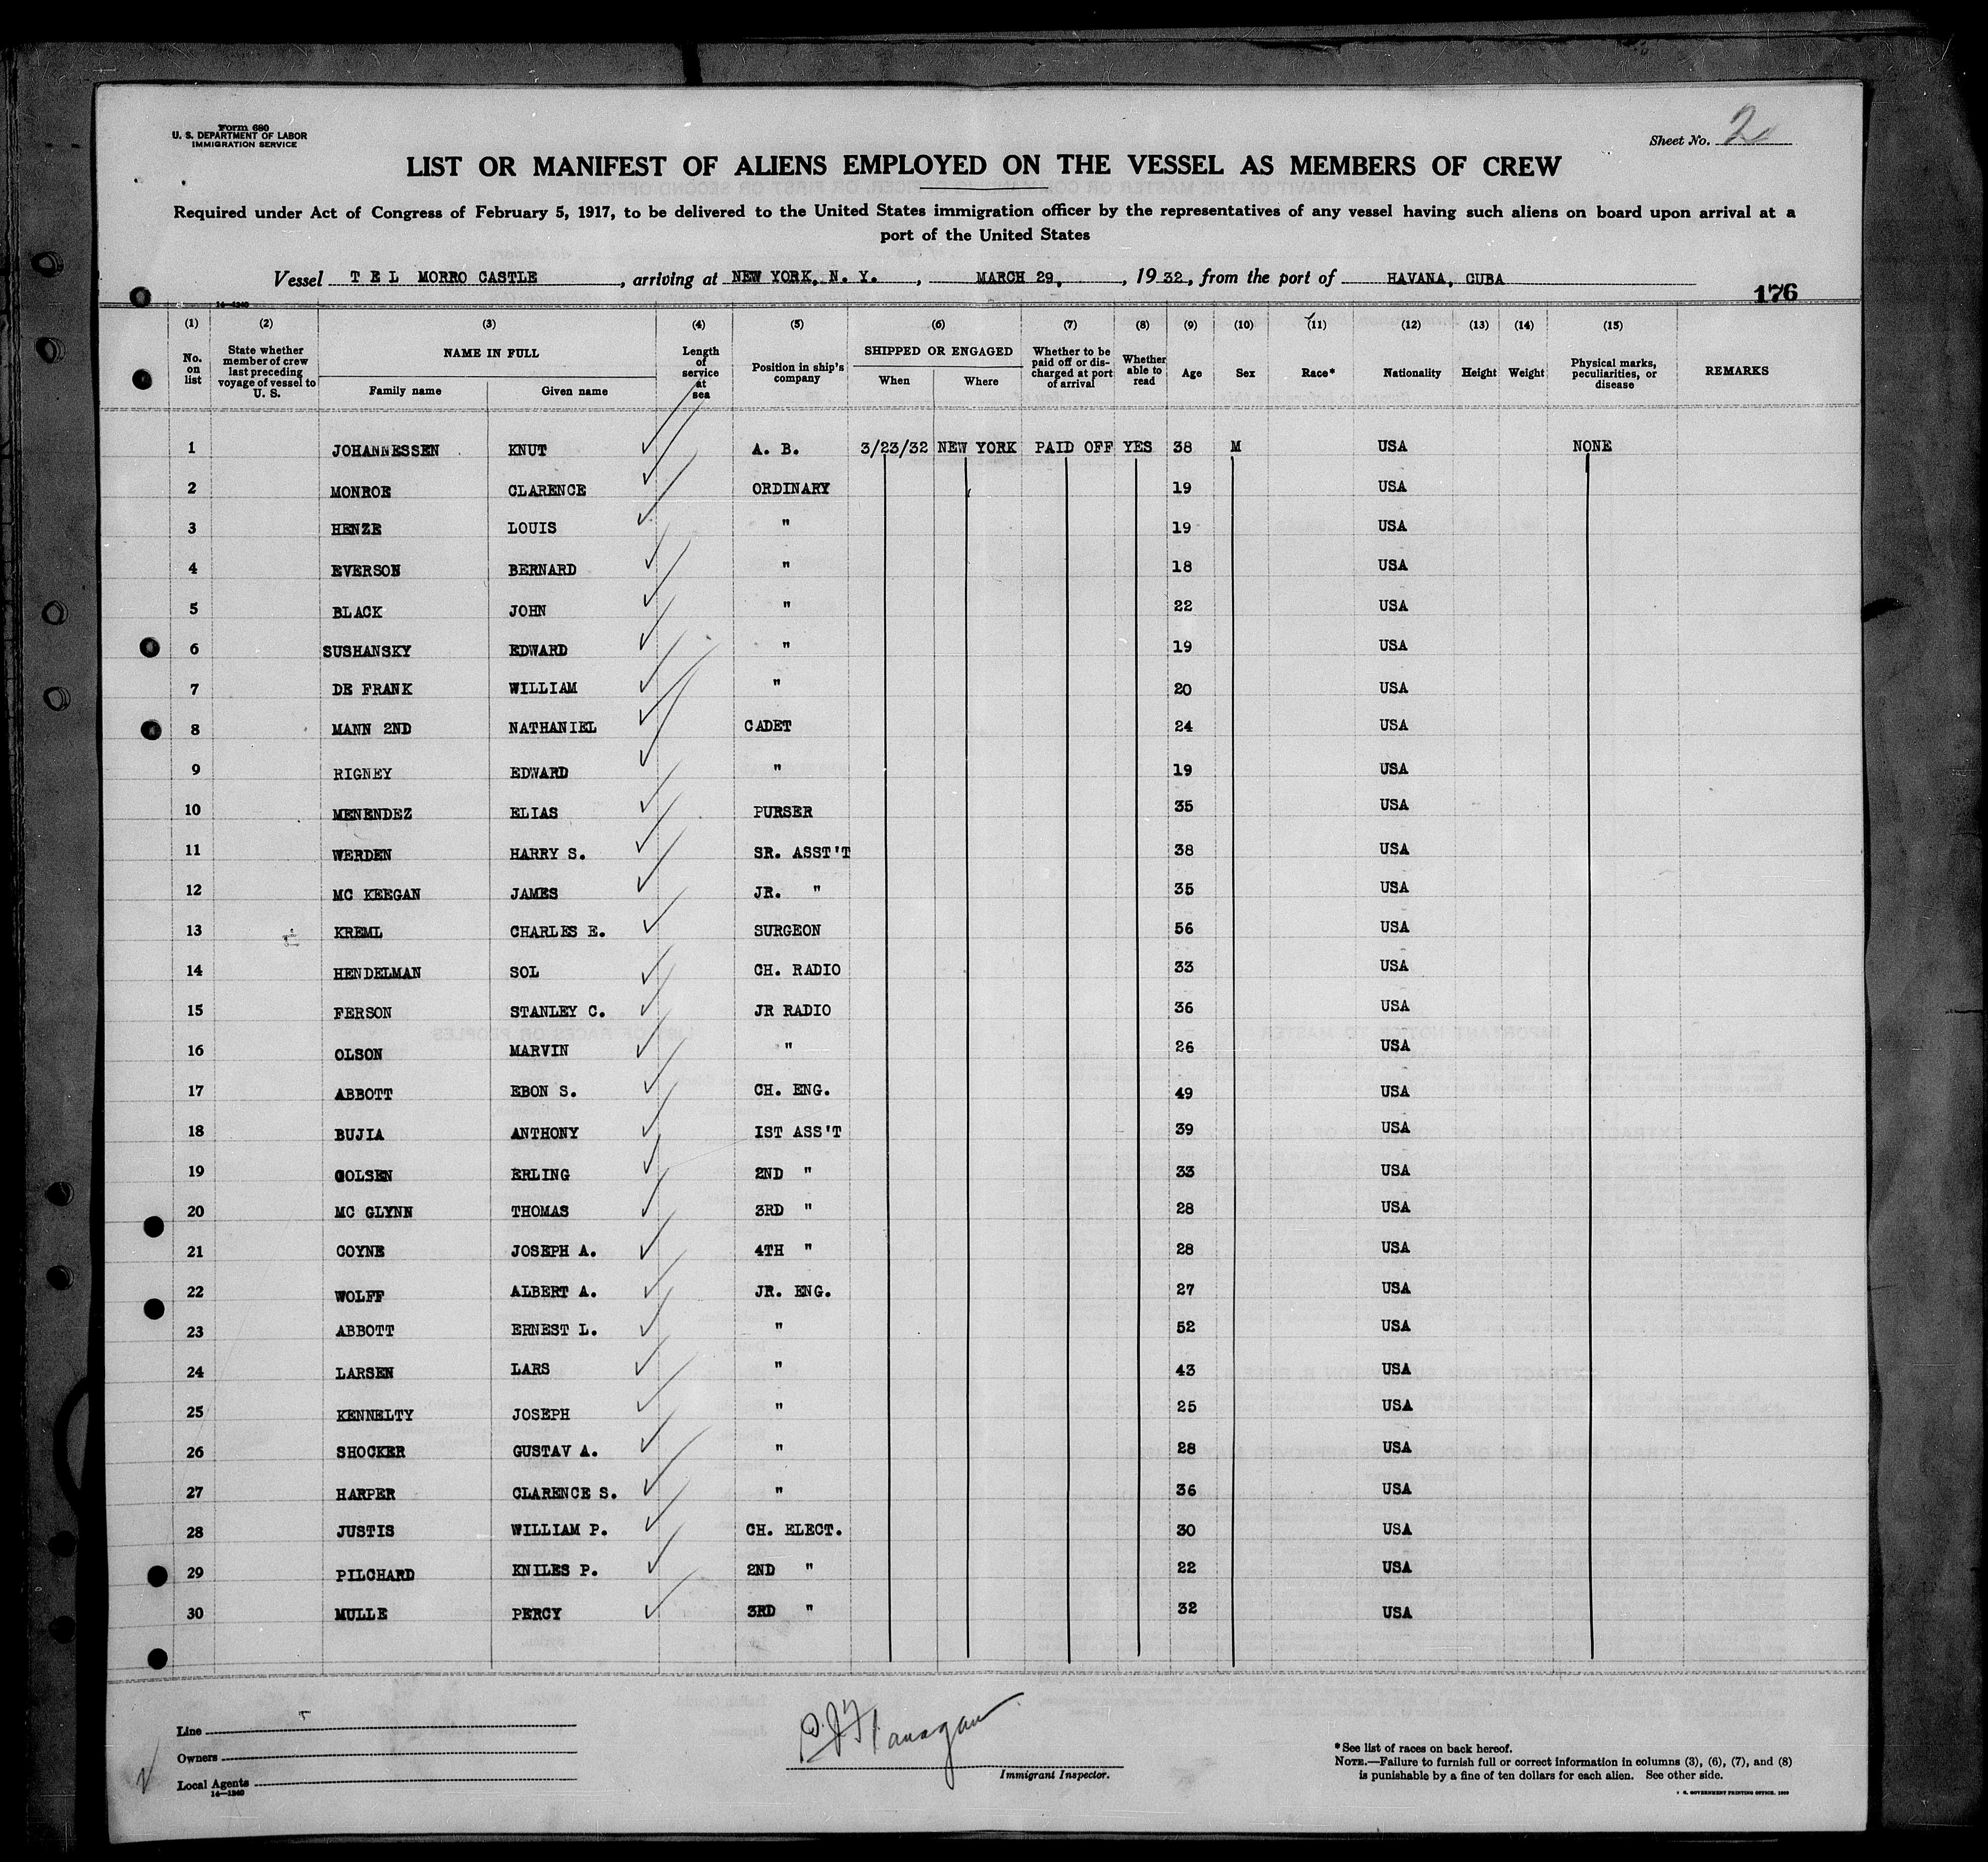 Form 680
U. S. DEPARTMENT OF LABOR
IMMIGRATION SERVICE
Sheet No. 2
LIST OR MANIFEST OF ALIENS EMPLOYED ON THE VESSEL AS MEMBERS OF CREW
Required under Act of Congress of February 5, 1917, to be delivered to the United States immigration officer by the representatives of any vessel having such aliens on board upon arrival at a
port of the United States
Vessel T E L MORRO CASTLE, arriving at NEW YORK, N. Y., MARCH 29, , 1932, from the port of HAVANA, CUBA
176
14-1240
(1) (2) (3) (4) (5) (6) (7) (8) (9) (10) (11) (12) (13) (14) (15)
No. on list
State whether member of crew last preceding voyage of vessel to U. S.
NAME IN FULL
Family name Given name
Length of service at sea
Position in ship's company
SHIPPED OR ENGAGED
When Where
Whether to be paid off or discharged at port of arrival
Whether able to read
Age Sex Race* Nationality Height Weight
Physical marks, peculiarities, or disease
REMARKS
1 JOHANNESSEN KNUT A. B. 3/23/32 NEW YORK PAID OFF YES 38 M USA NONE
2 MONROE CLARENCE ORDINARY 19 USA
3 HENZE LOUIS " 19 USA
4 EVERSON BERNARD " 18 USA
5 BLACK JOHN " 22 USA
6 SUSHANSKY EDWARD " 19 USA
7 DE FRANK WILLIAM " 20 USA
8 MANN 2ND NATHANIEL CADET 24 USA
9 RIGNEY EDWARD " 19 USA
10 MENENDEZ ELIAS PURSER 35 USA
11 WERDEN HARRY S. SR. ASST'T 38 USA
12 MC KEEGAN JAMES JR. " 35 USA
13 KREML CHARLES E. SURGEON 56 USA
14 HENDELMAN SOL CH. RADIO 33 USA
15 FERSON STANLEY C. JR RADIO 36 USA
16 OLSON MARVIN " 26 USA
17 ABBOTT EBON S. CH. ENG. 49 USA
18 BUJIA ANTHONY IST ASS'T 39 USA
19 GOLSEN ERLING 2ND " 33 USA
20 MC GLYNN THOMAS 3RD " 28 USA
21 COYNE JOSEPH A. 4TH " 28 USA
22 WOLFF ALBERT A. JR. ENG. 27 USA
23 ABBOTT ERNEST L. " 52 USA
24 LARSEN LARS " 43 USA
25 KENNELTY JOSEPH " 25 USA
26 SHOCKER GUSTAV A. " 28 USA
27 HARPER CLARENCE S. " 36 USA
28 JUSTIS WILLIAM P. CH. ELECT. 30 USA
29 PILCHARD KNILES P. 2ND " 22 USA
30 MULLE PERCY 3RD " 32 USA
Line
Owners
Local Agents
14-1240
Flanagan
Immigrant Inspector.
*See list of races on back hereof.
NOTE.—Failure to furnish full or correct information in columns (3), (6), (7), and (8)
is punishable by a fine of ten dollars for each alien. See other side.
GOVERNMENT PRINTING OFFICE